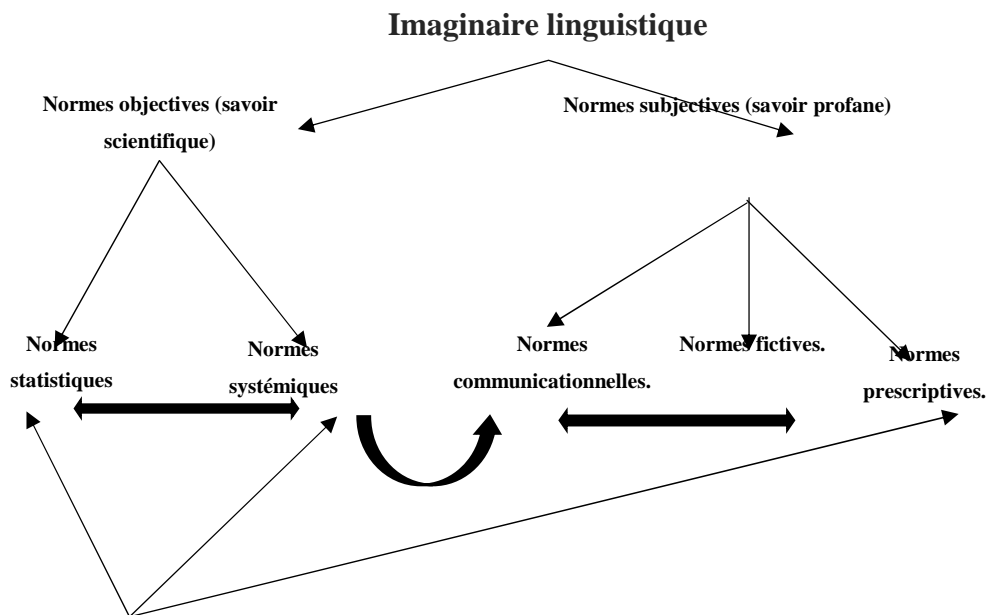 Imaginaire linguistique
Normes objectives (savoir
scientifique)
Normes subjectives (savoir profane)
Normes
statistiques
Normes
systémiques
Normes
communicationnelles.
Normes fictives.
Normes
prescriptives.